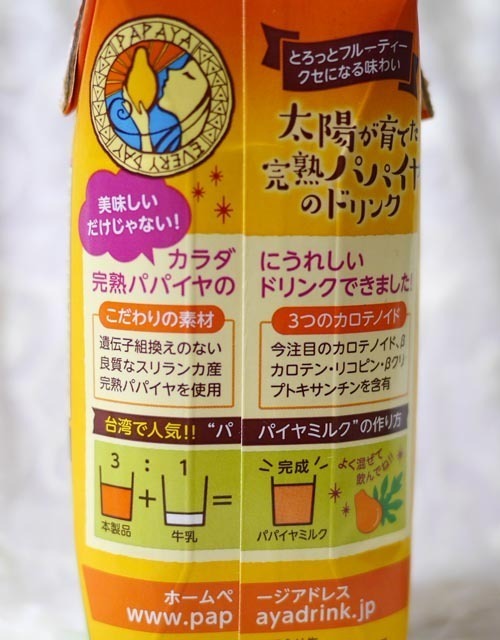 PAPAYA
EVERY DAY!
とろっとフルーティー
クセになる味わい
太陽が育てた
完熟パパイヤ
のドリンク
美味しい
だけじゃない!
カラダにうれしい
完熟パパイヤのドリンクできました!
こだわりの素材
遺伝子組換えのない
良質なスリランカ産
完熟パパイヤを使用
3つのカロテノイド
今注目のカロテノイド、β
カロテン・リコピン・βクリ
プトキサンチンを含有
台湾で人気!! “パパイヤミルク”の作り方
3 : 1
+ =
本製品
牛乳
完成
パパイヤミルク
よく混ぜて
飲んでね!!
ホームページアドレス
www.papayadrink.jp